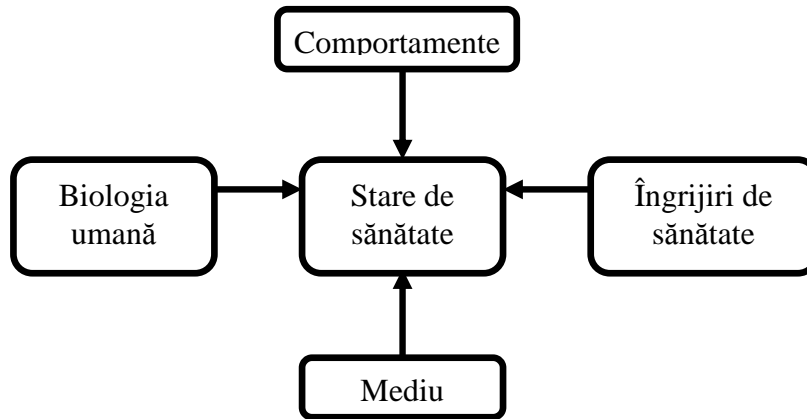 Comportamente
Biologia
umană
Stare de
sănătate
Îngrijiri de
sănătate
Mediu